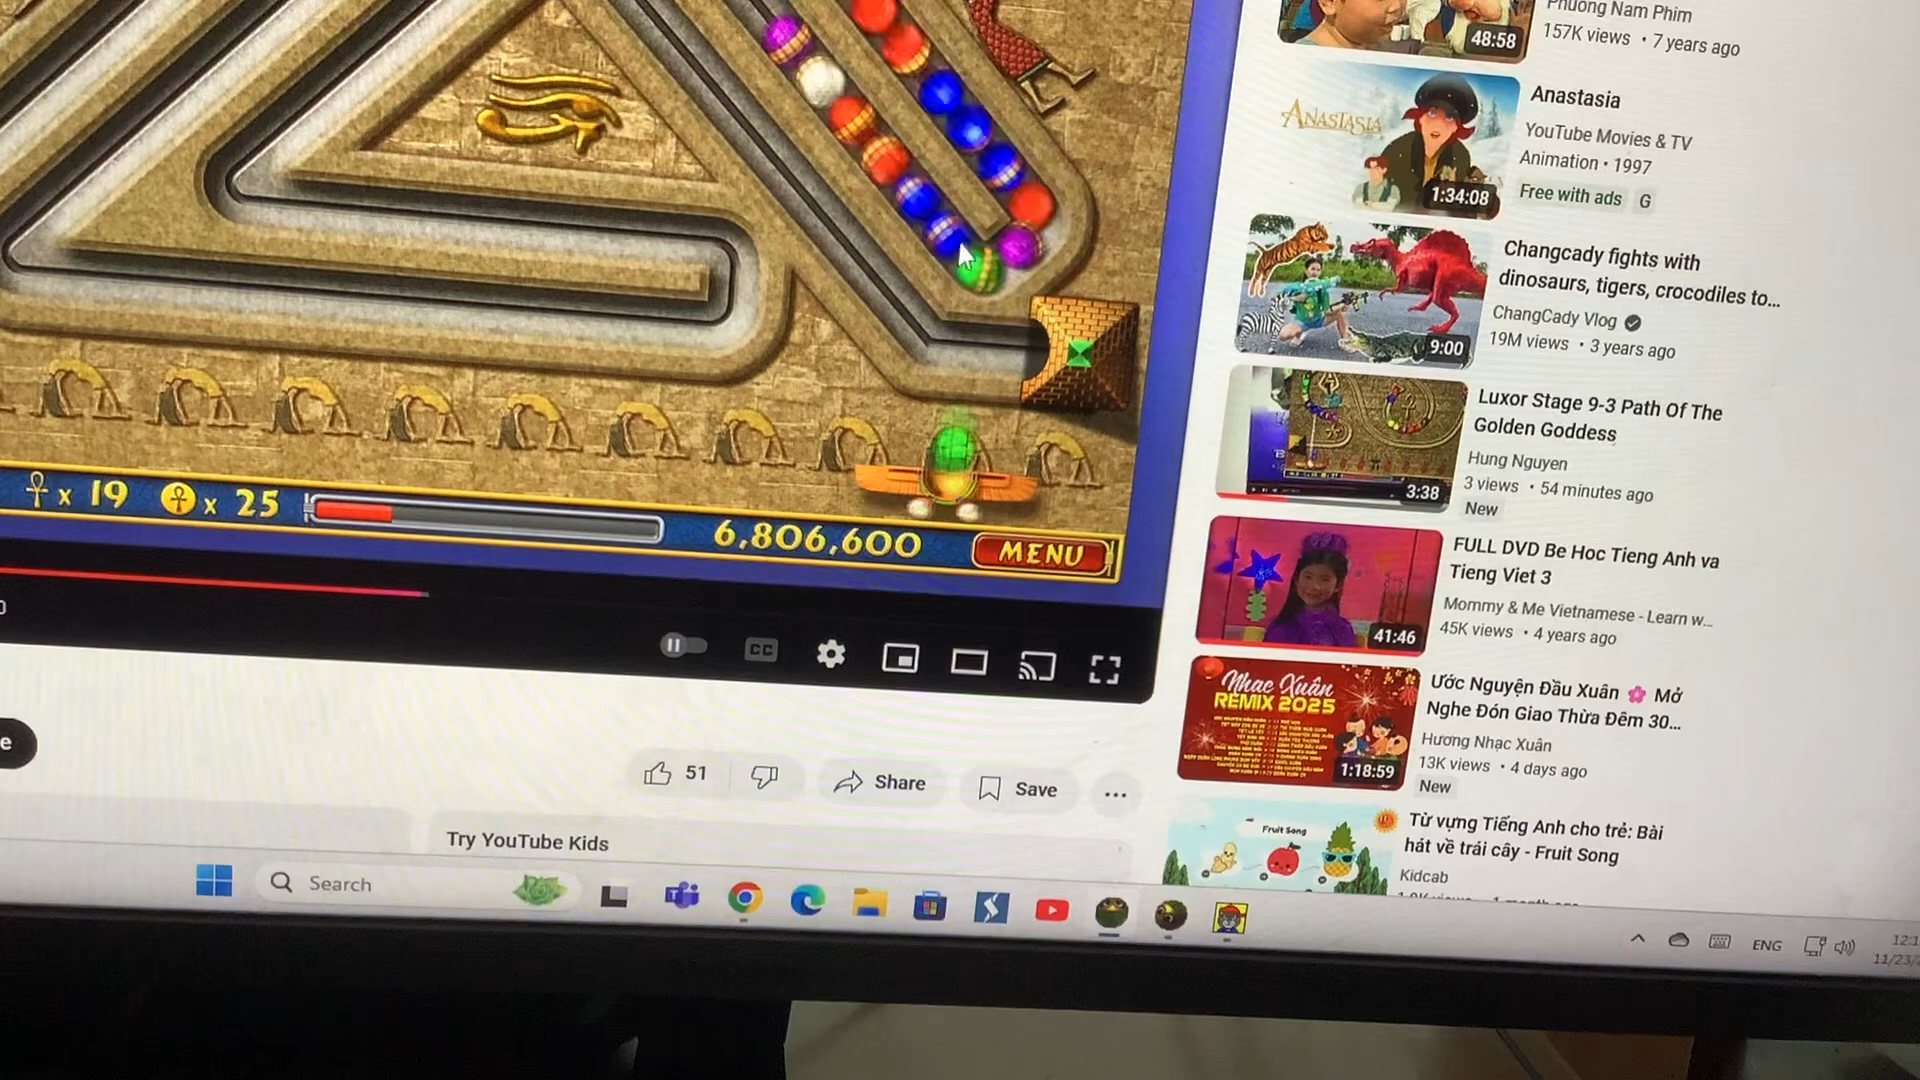 Phuong Nam Phim
157K views • 7 years ago
48:58
Anastasia
ANASTASIA
YouTube Movies & TV
Animation • 1997
Free with ads G
1:34:08
Changcady fights with
dinosaurs, tigers, crocodiles to...
ChangCady Vlog
19M views • 3 years ago
9:00
Luxor Stage 9-3 Path Of The
Golden Goddess
Hung Nguyen
3 views • 54 minutes ago
New
3:38
FULL DVD Be Hoc Tieng Anh va
Tieng Viet 3
Mommy & Me Vietnamese - Learn w...
45K views • 4 years ago
41:46
Ước Nguyện Đầu Xuân 🌸 Mở
Nghe Đón Giao Thừa Đêm 30...
Hương Nhạc Xuân
13K views • 4 days ago
New
Nhạc Xuân
REMIX 2025
1:18:59
Từ vựng Tiếng Anh cho trẻ: Bài
hát về trái cây - Fruit Song
Kidcab
Fruit Song
x 19 x 25
6,806,600
MENU
CC
51
Share
Save
...
Try YouTube Kids
Search
ENG